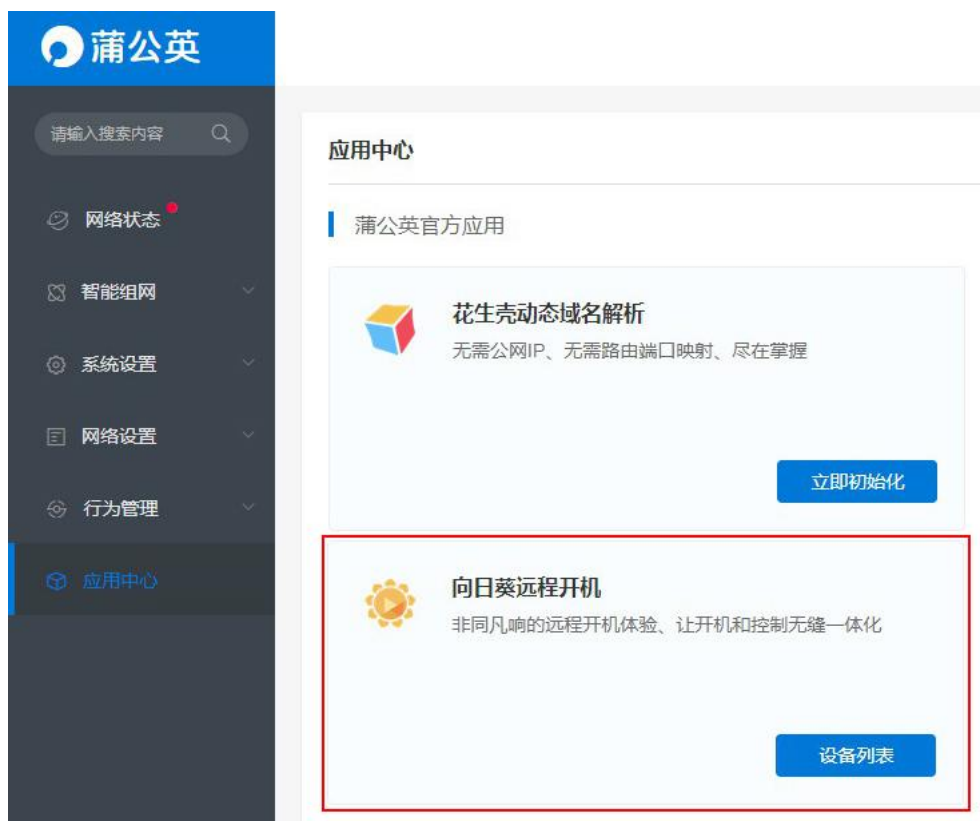 蒲公英
请输入搜索内容
网络状态
智能组网
系统设置
网络设置
行为管理
应用中心
应用中心
蒲公英官方应用
花生壳动态域名解析
无需公网IP、无需路由端口映射、尽在掌握
立即初始化
向日葵远程开机
非同凡响的远程开机体验、让开机和控制无缝一体化
设备列表